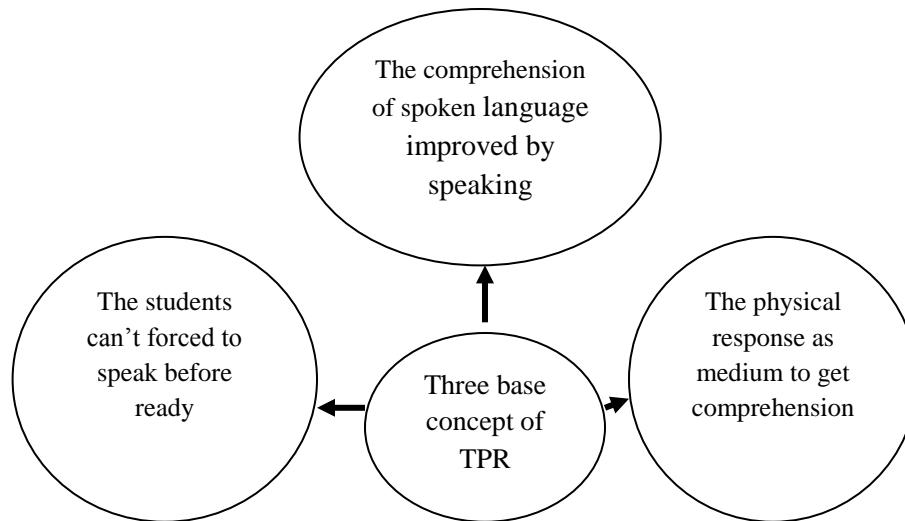 The comprehension
of spoken language
improved by
speaking
The students
can’t forced to
speak before
ready
Three base
concept of
TPR
The physical
response as
medium to get
comprehension